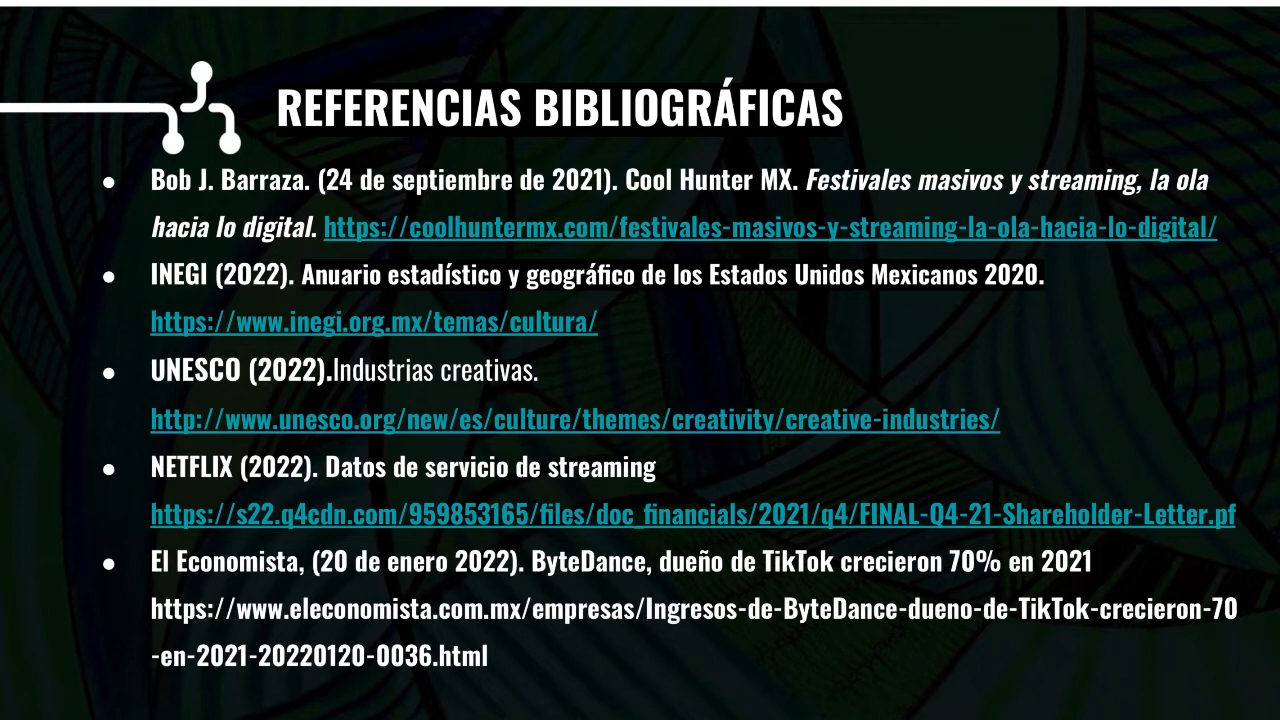 REFERENCIAS BIBLIOGRÁFICAS
● Bob J. Barraza. (24 de septiembre de 2021). Cool Hunter MX. Festivales masivos y streaming, la ola
hacia lo digital. https://coolhuntermx.com/festivales-masivos-y-streaming-la-ola-hacia-lo-digital/
● INEGI (2022). Anuario estadístico y geográfico de los Estados Unidos Mexicanos 2020.
https://www.inegi.org.mx/temas/cultura/
● UNESCO (2022).Industrias creativas.
http://www.unesco.org/new/es/culture/themes/creativity/creative-industries/
● NETFLIX (2022). Datos de servicio de streaming
https://s22.q4cdn.com/959853165/files/doc_financials/2021/q4/FINAL-Q4-21-Shareholder-Letter.pf
● El Economista, (20 de enero 2022). ByteDance, dueño de TikTok crecieron 70% en 2021
https://www.eleconomista.com.mx/empresas/Ingresos-de-ByteDance-dueno-de-TikTok-crecieron-70
-en-2021-20220120-0036.html